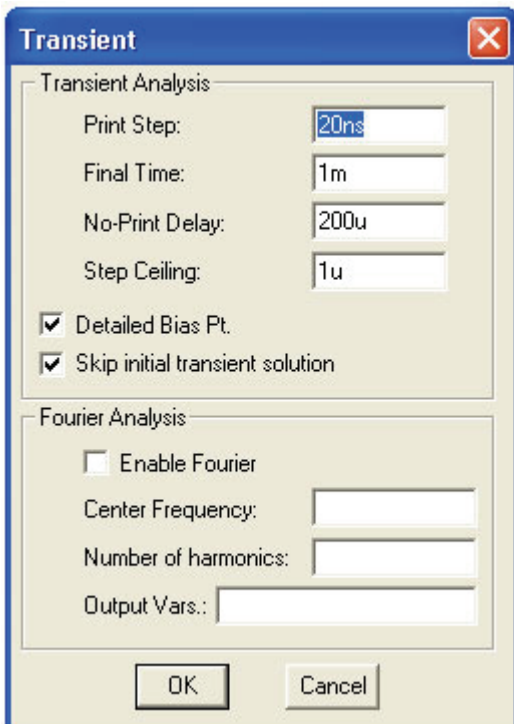 Transient
Transient Analysis
Print Step: 20ns
Final Time: 1m
No-Print Delay: 200u
Step Ceiling: 1u
Detailed Bias Pt.
Skip initial transient solution
Fourier Analysis
Enable Fourier
Center Frequency:
Number of harmonics:
Output Vars.:
OK Cancel